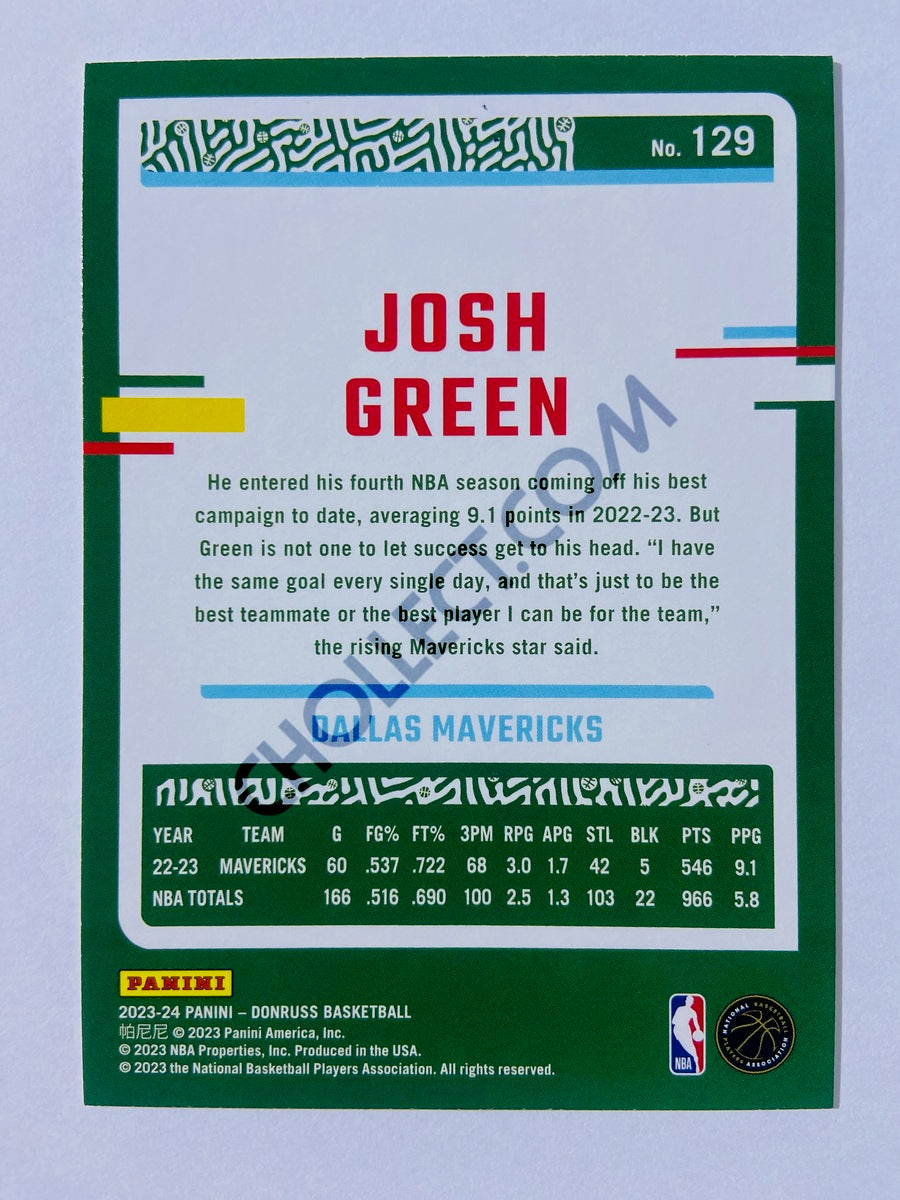 No. 129
JOSH
GREEN
He entered his fourth NBA season coming off his best
campaign to date, averaging 9.1 points in 2022-23. But
Green is not one to let success get to his head. “I have
the same goal every single day, and that’s just to be the
best teammate or the best player I can be for the team,”
the rising Mavericks star said.
DALLAS MAVERICKS
YEAR TEAM G FG% FT% 3PM RPG APG STL BLK PTS PPG
22-23 MAVERICKS 60 .537 .722 68 3.0 1.7 42 5 546 9.1
NBA TOTALS 166 .516 .690 100 2.5 1.3 103 22 966 5.8
PANINI
2023-24 PANINI – DONRUSS BASKETBALL
帕尼尼 © 2023 Panini America, Inc.
© 2023 NBA Properties, Inc. Produced in the USA.
© 2023 the National Basketball Players Association. All rights reserved.
NBA
NATIONAL BASKETBALL PLAYERS ASSOCIATION
CHOLLECT.COM